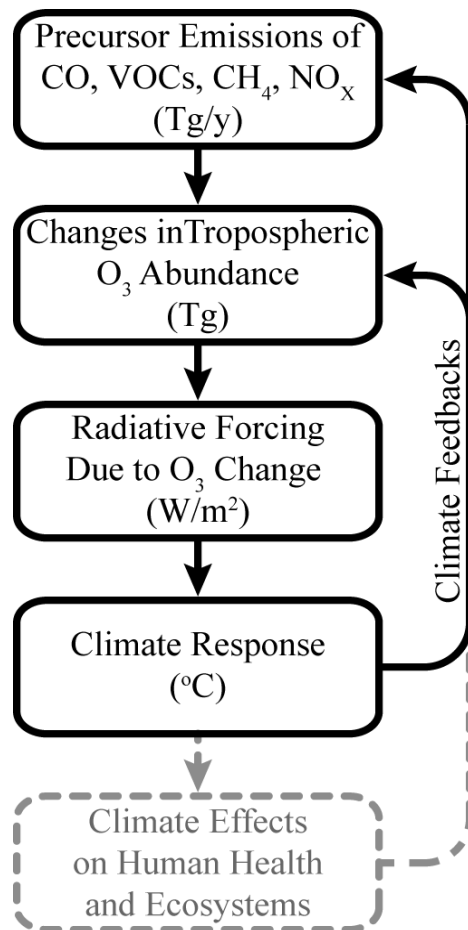 Precursor Emissions of
CO, VOCs, CH₄, NOₓ
(Tg/y)
Changes inTropospheric
O₃ Abundance
(Tg)
Radiative Forcing
Due to O₃ Change
(W/m²)
Climate Feedbacks
Climate Response
(ºC)
Climate Effects
on Human Health
and Ecosystems